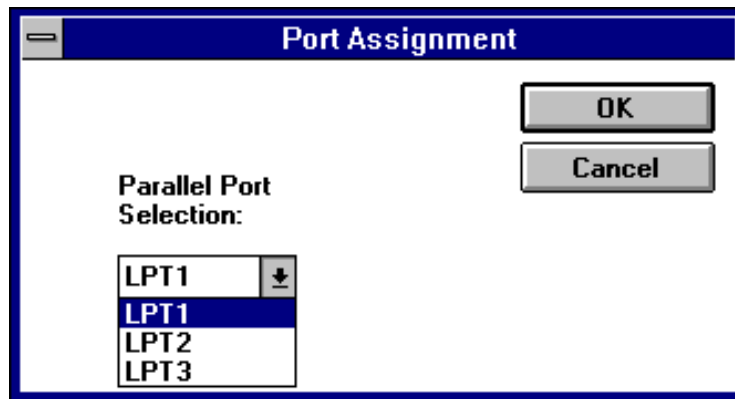 Port Assignment
OK
Cancel
Parallel Port
Selection:
LPT1
LPT1
LPT2
LPT3